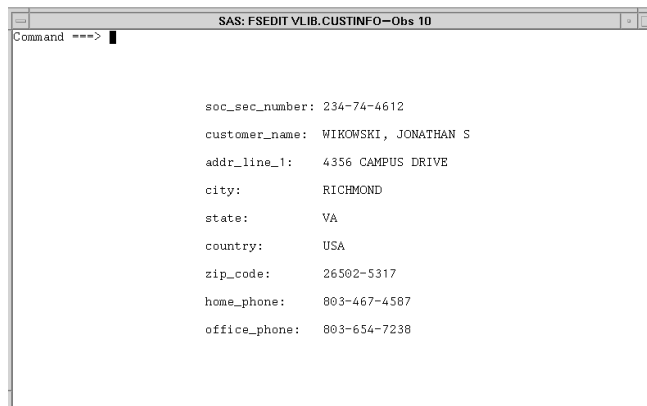 SAS: FSEDIT VLIB.CUSTINFO—Obs 10
Command ===>
soc_sec_number: 234-74-4612
customer_name: WIKOWSKI, JONATHAN S
addr_line_1: 4356 CAMPUS DRIVE
city: RICHMOND
state: VA
country: USA
zip_code: 26502-5317
home_phone: 803-467-4587
office_phone: 803-654-7238